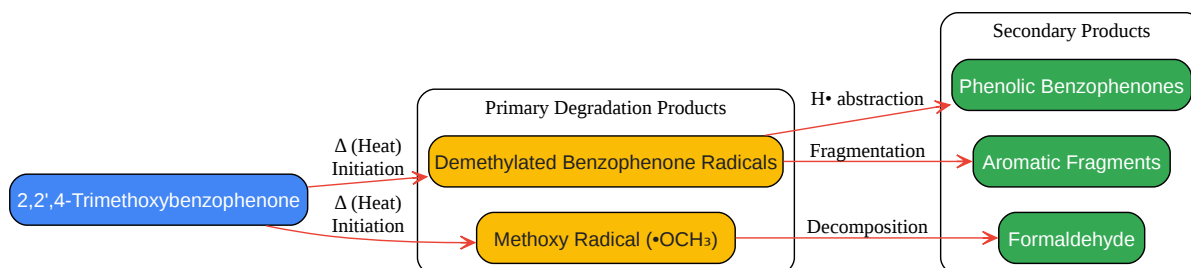 2,2',4-Trimethoxybenzophenone
Δ (Heat)
Initiation
Δ (Heat)
Initiation
Primary Degradation Products
Demethylated Benzophenone Radicals
Methoxy Radical (•OCH₃)
H• abstraction
Fragmentation
Decomposition
Secondary Products
Phenolic Benzophenones
Aromatic Fragments
Formaldehyde